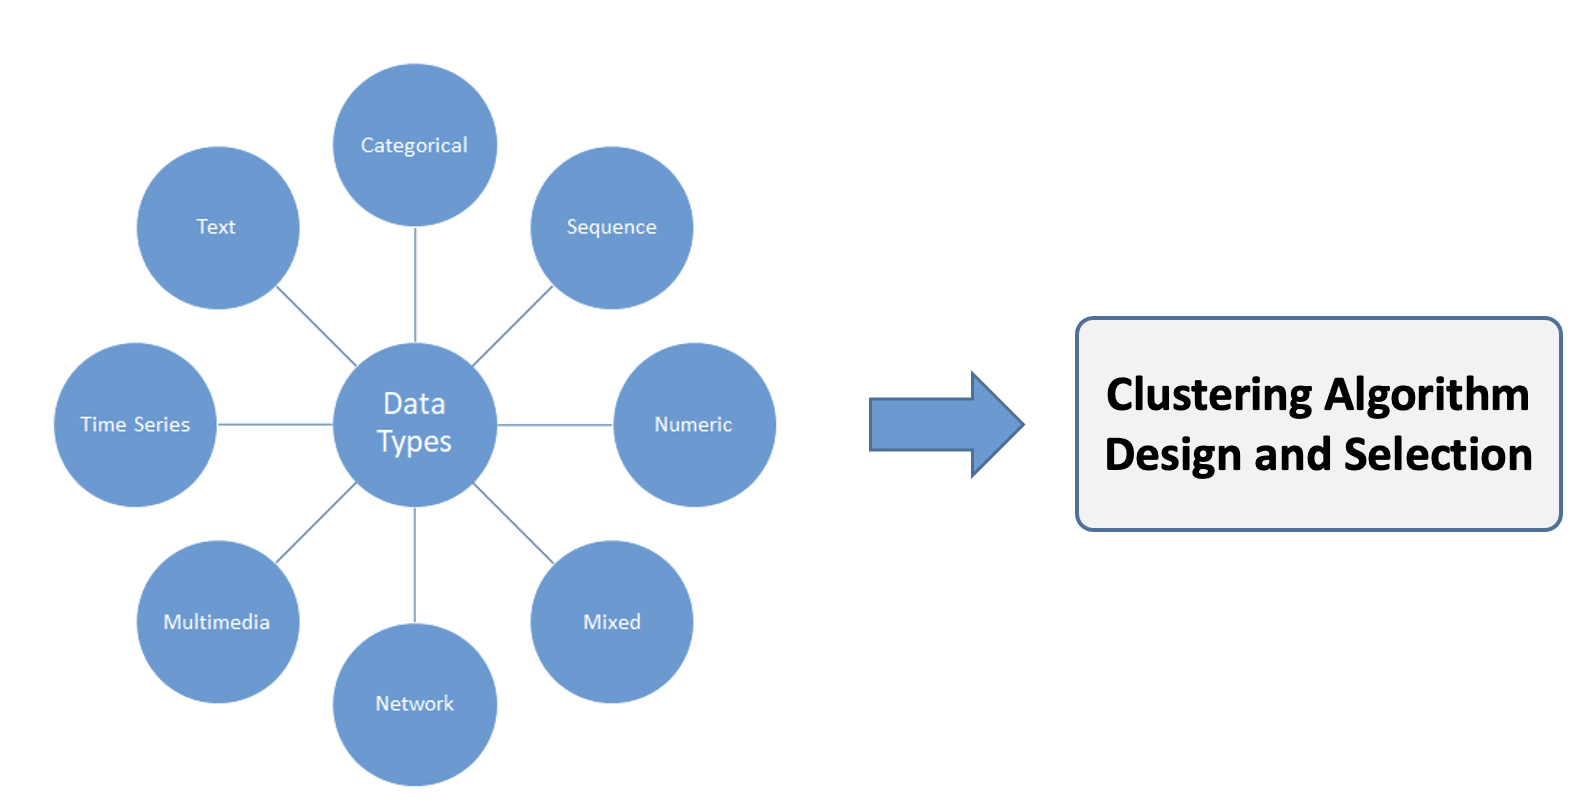 Categorical
Text
Sequence
Data
Types
Time Series
Numeric
Multimedia
Mixed
Network
Clustering Algorithm
Design and Selection